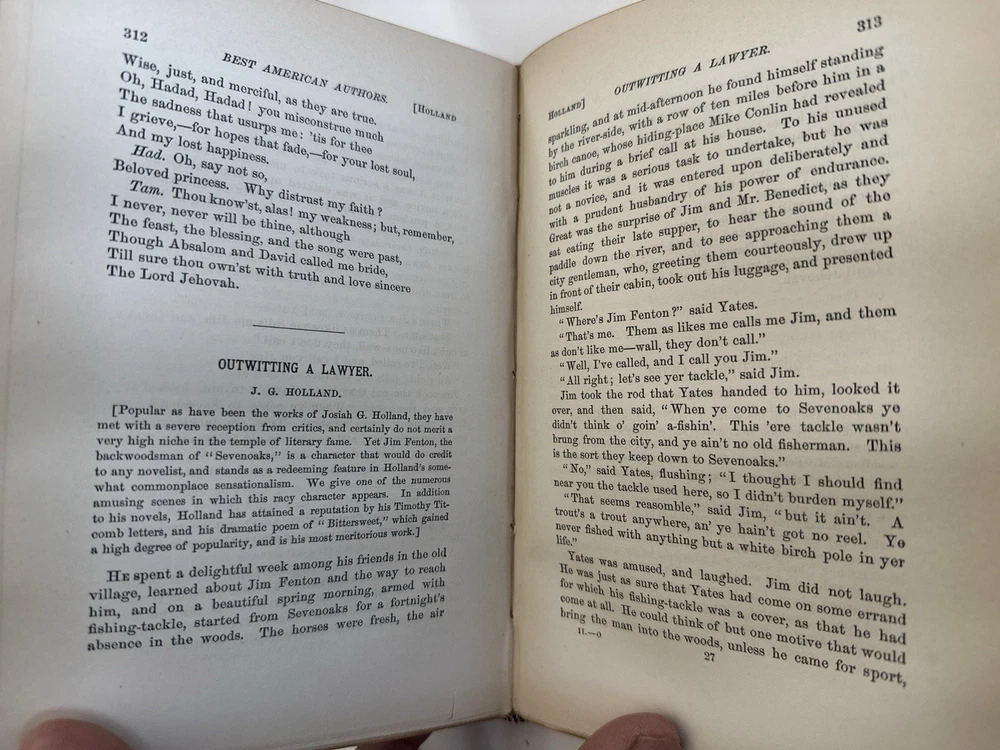 312
BEST AMERICAN AUTHORS.
[HOLLAND
Wise, just, and merciful, as they are true.
Oh, Hadad, Hadad! you misconstrue much
The sadness that usurps me: 'tis for thee
I grieve,—for hopes that fade,—for your lost soul,
And my lost happiness.
Had. Oh, say not so,
Beloved princess. Why distrust my faith?
Tam. Thou know'st, alas! my weakness; but, remember,
I never, never will be thine, although
The feast, the blessing, and the song were past,
Though Absalom and David called me bride,
Till sure thou own'st with truth and love sincere
The Lord Jehovah.
OUTWITTING A LAWYER.
J. G. HOLLAND.
[Popular as have been the works of Josiah G. Holland, they have
met with a severe reception from critics, and certainly do not merit a
very high niche in the temple of literary fame. Yet Jim Fenton, the
backwoodsman of "Sevenoaks," is a character that would do credit
to any novelist, and stands as a redeeming feature in Holland's some-
what commonplace sensationalism. We give one of the numerous
amusing scenes in which this racy character appears. In addition
to his novels, Holland has attained a reputation by his Timothy Tit-
comb letters, and his dramatic poem of "Bittersweet," which gained
a high degree of popularity, and is his most meritorious work.]
HE spent a delightful week among his friends in the old
village, learned about Jim Fenton and the way to reach
him, and on a beautiful spring morning, armed with
fishing-tackle, started from Sevenoaks for a fortnight's
absence in the woods. The horses were fresh, the air
313
HOLLAND]
OUTWITTING A LAWYER.
sparkling, and at mid-afternoon he found himself standing
by the river-side, with a row of ten miles before him in a
birch canoe, whose hiding-place Mike Conlin had revealed
to him during a brief call at his house. To his unused
muscles it was a serious task to undertake, but he was
not a novice, and it was entered upon deliberately and
with a prudent husbandry of his power of endurance.
Great was the surprise of Jim and Mr. Benedict, as they
sat eating their late supper, to hear the sound of the
paddle down the river, and to see approaching them a
city gentleman, who, greeting them courteously, drew up
in front of their cabin, took out his luggage, and presented
himself.
"Where's Jim Fenton?" said Yates.
"That's me. Them as likes me calls me Jim, and them
as don't like me—wall, they don't call."
"Well, I've called, and I call you Jim."
"All right; let's see yer tackle," said Jim.
Jim took the rod that Yates handed to him, looked it
over, and then said, "When ye come to Sevenoaks ye
didn't think o' goin' a-fishin'. This 'ere tackle wasn't
brung from the city, and ye ain't no old fisherman. This
is the sort they keep down to Sevenoaks."
"No," said Yates, flushing; "I thought I should find
near you the tackle used here, so I didn't burden myself."
"That seems reasomble," said Jim, "but it ain't. A
trout's a trout anywhere, an' ye hain't got no reel. Ye
never fished with anything but a white birch pole in yer
life."
Yates was amused, and laughed. Jim did not laugh.
He was just as sure that Yates had come on some errand
for which his fishing-tackle was a cover, as that he had
come at all. He could think of but one motive that would
bring the man into the woods, unless he came for sport,
II.—O
27